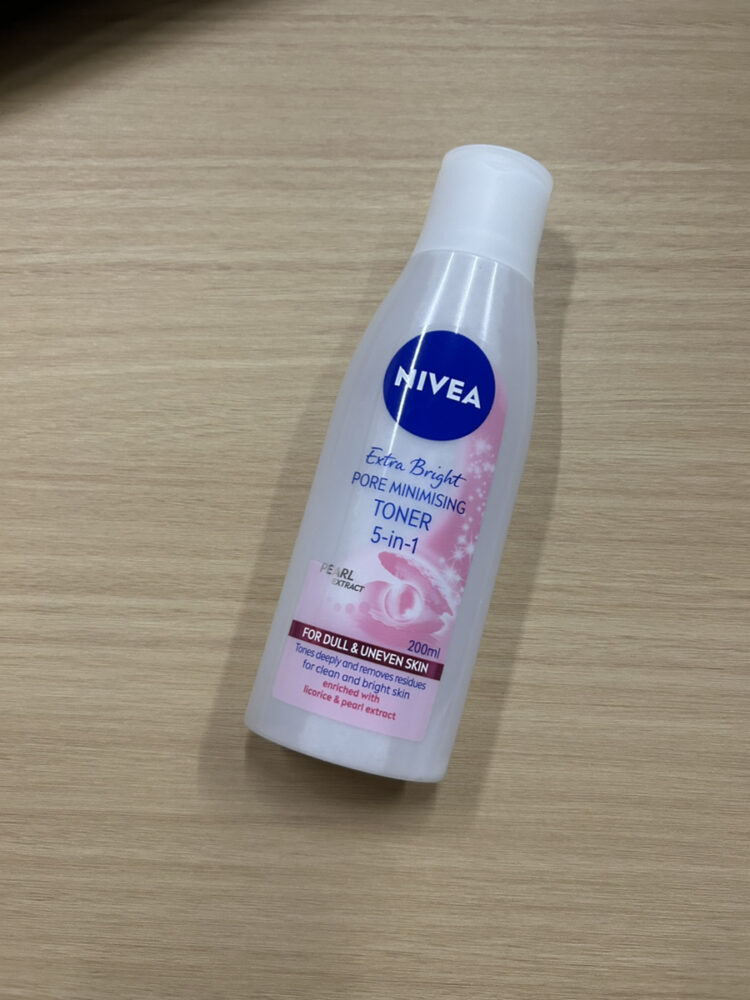 NIVEA
Extra Bright
PORE MINIMISING
TONER
5-in-1
PEARL
EXTRACT
200ml
FOR DULL & UNEVEN SKIN
Tones deeply and removes residues
for clean and bright skin
enriched with
licorice & pearl extract